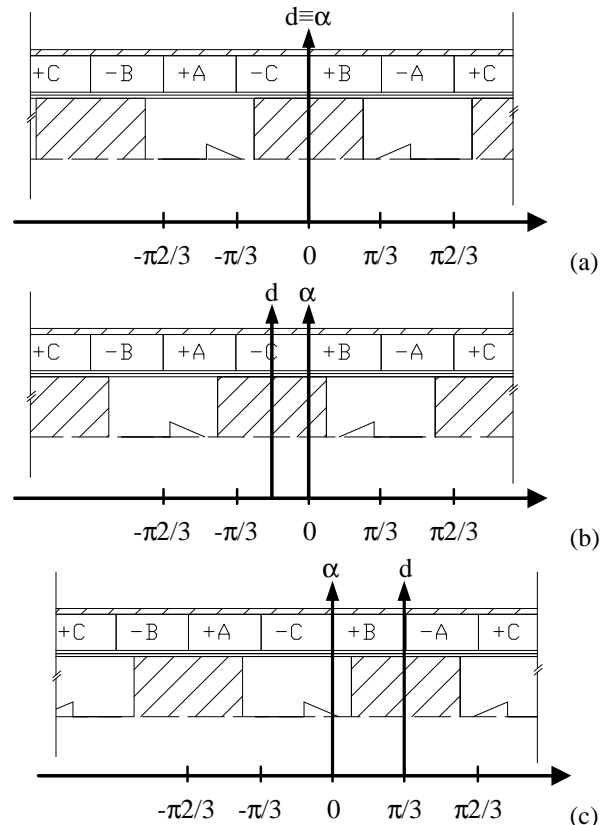 d≡α
+C -B +A -C +B -A +C
-π2/3 -π/3 0 π/3 π2/3
(a)
d α
+C -B +A -C +B -A +C
-π2/3 -π/3 0 π/3 π2/3
(b)
α d
+C -B +A -C +B -A +C
-π2/3 -π/3 0 π/3 π2/3
(c)